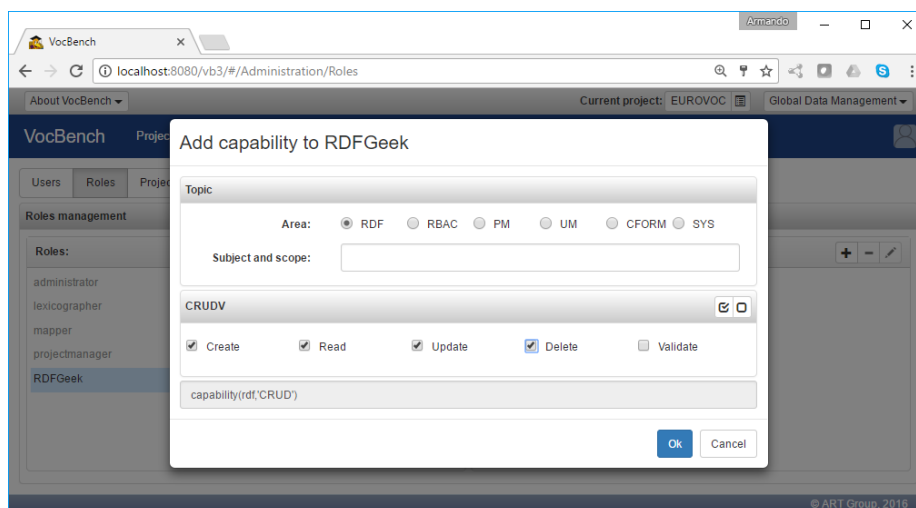 Armando
VocBench
localhost:8080/vb3/#/Administration/Roles
About VocBench
Current project: EUROVOC
Global Data Management
VocBench
Projec
Add capability to RDFGeek
Users
Roles
Projec
Topic
Roles management
Area:
RDF
RBAC
PM
UM
CFORM
SYS
Roles:
Subject and scope:
administrator
lexicographer
CRUDV
mapper
Create
Read
Update
Delete
Validate
projectmanager
RDFGeek
capability(rdf,'CRUD')
Ok
Cancel
© ART Group, 2016